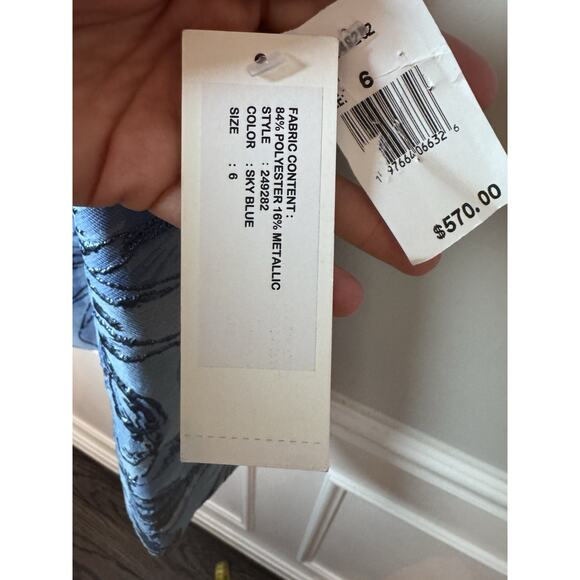 FABRIC CONTENT :
84% POLYESTER 16% METALLIC
STYLE : 249282
COLOR : SKY BLUE
SIZE : 6
6
$570.00